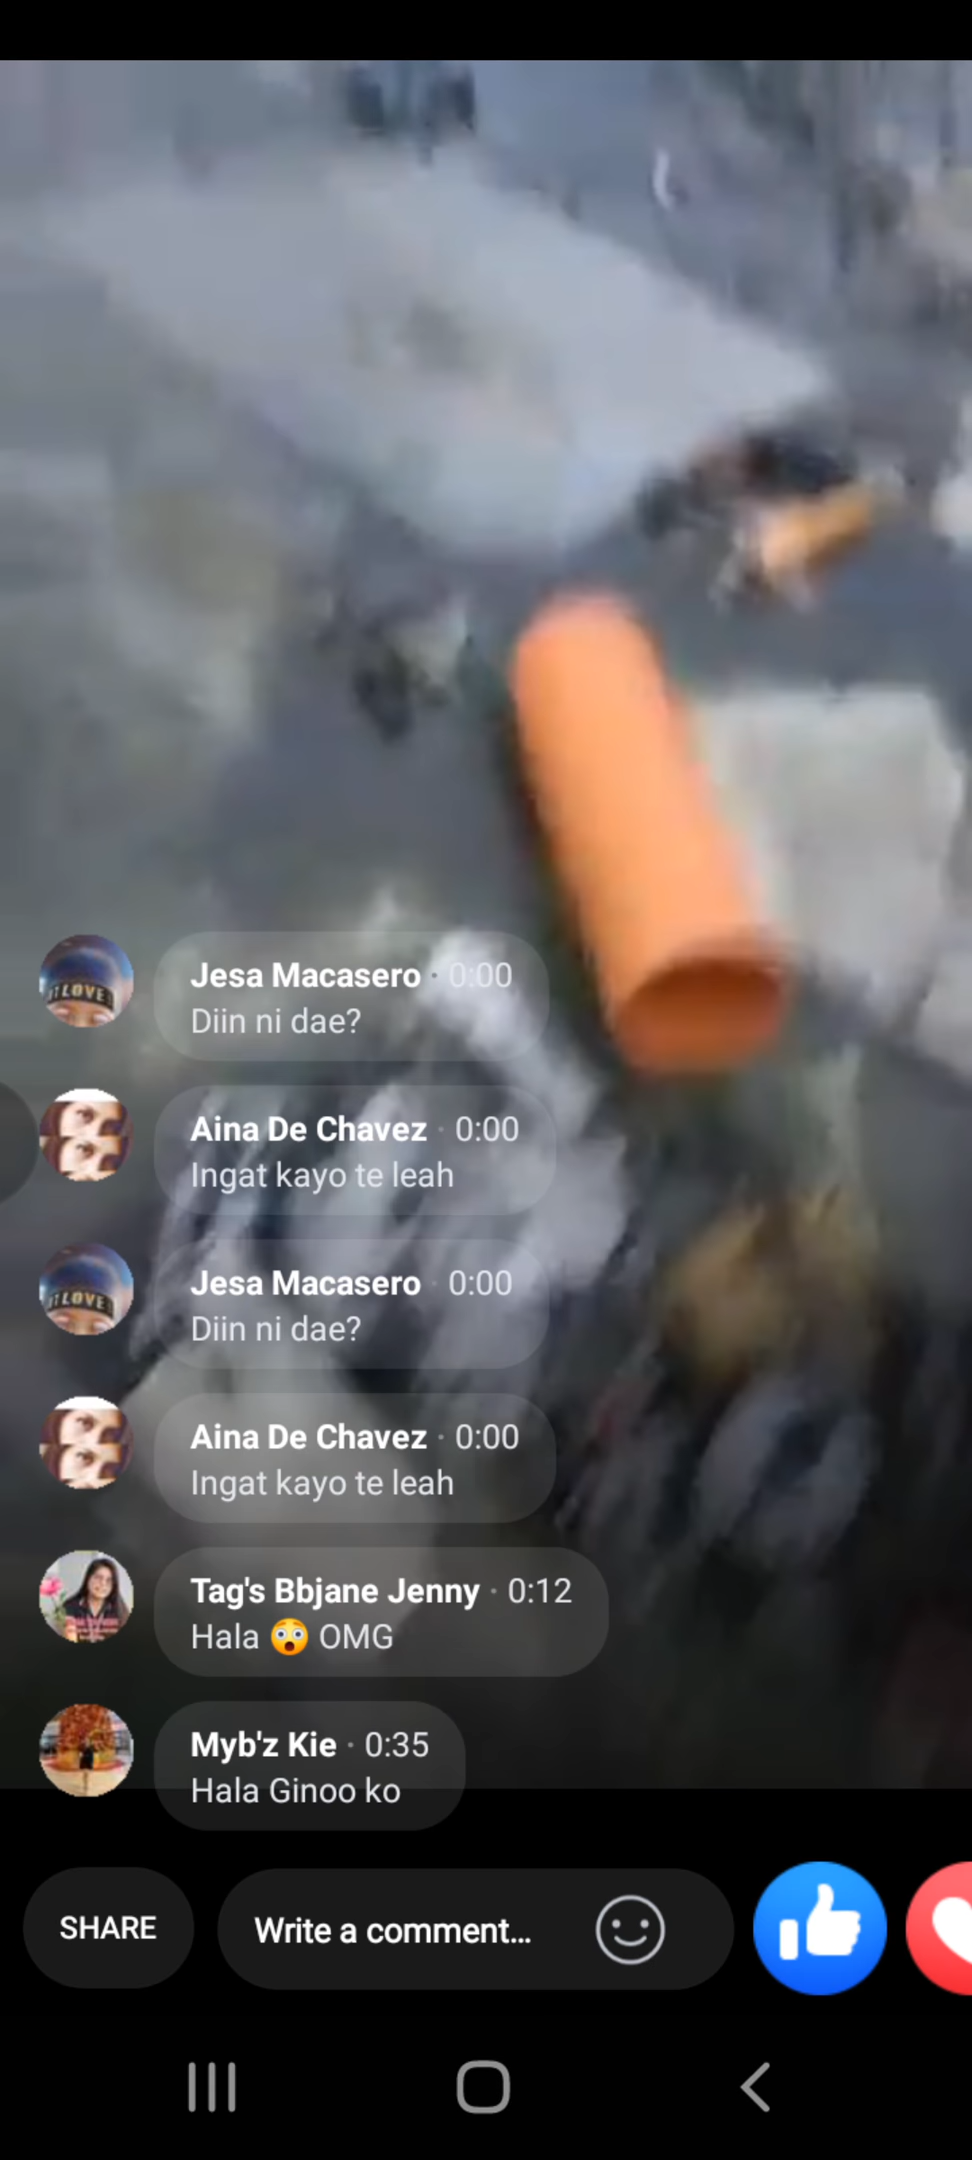 Jesa Macasero · 0:00
Diin ni dae?
Aina De Chavez · 0:00
Ingat kayo te leah
Jesa Macasero · 0:00
Diin ni dae?
Aina De Chavez · 0:00
Ingat kayo te leah
Tag's Bbjane Jenny · 0:12
Hala 😲 OMG
Myb'z Kie · 0:35
Hala Ginoo ko
SHARE
Write a comment...